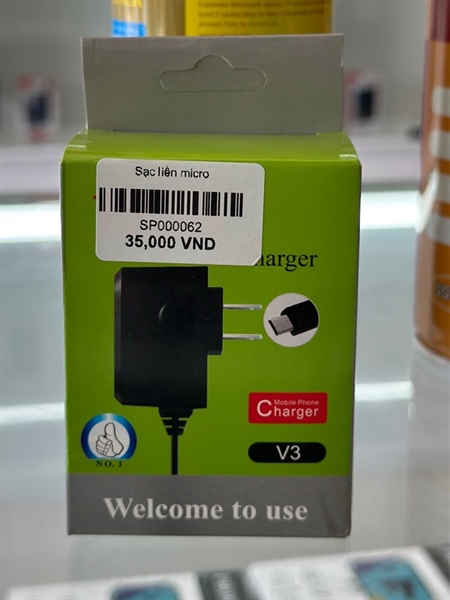 Sạc liền micro
SP000062
35,000 VND
harger
Mobile Phone
Charger
V3
NO. 1
Welcome to use